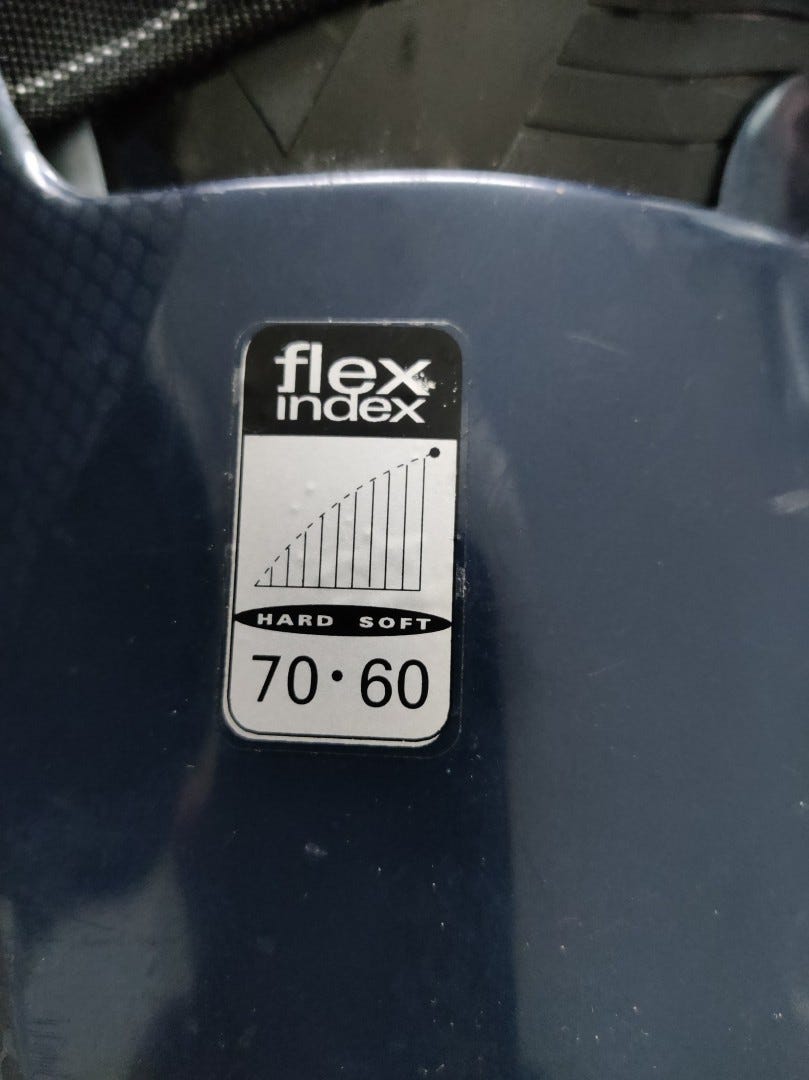 flex
index
HARD SOFT
70·60